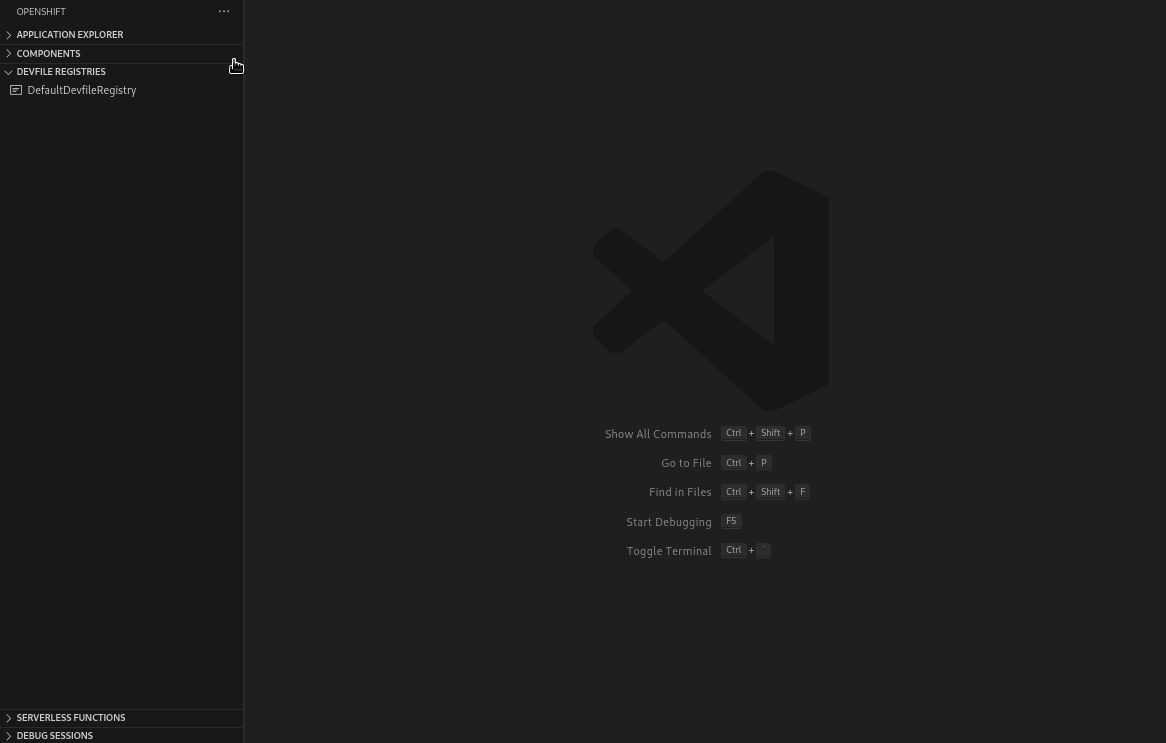 OPENSHIFT
APPLICATION EXPLORER
COMPONENTS
DEVFILE REGISTRIES
DefaultDevfileRegistry
Show All Commands Ctrl + Shift + P
Go to File Ctrl + P
Find in Files Ctrl + Shift + F
Start Debugging F5
Toggle Terminal Ctrl + `
SERVERLESS FUNCTIONS
DEBUG SESSIONS